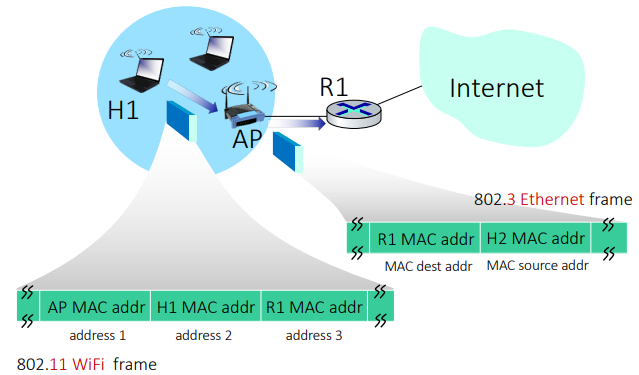 R1
Internet
H1
AP
802.3 Ethernet frame
R1 MAC addr H2 MAC addr
MAC dest addr MAC source addr
AP MAC addr H1 MAC addr R1 MAC addr
address 1 address 2 address 3
802.11 WiFi frame